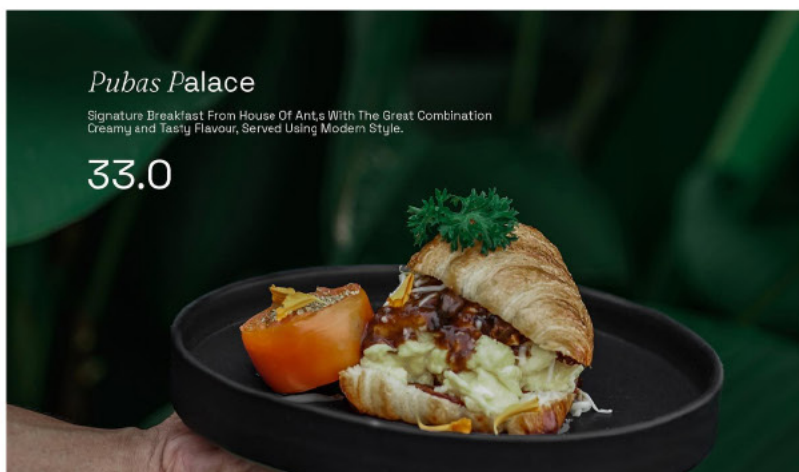 Pubas Palace
Signature Breakfast From House Of Ant,s With The Great Combination
Creamy and Tasty Flavour, Served Using Modern Style.
33.0